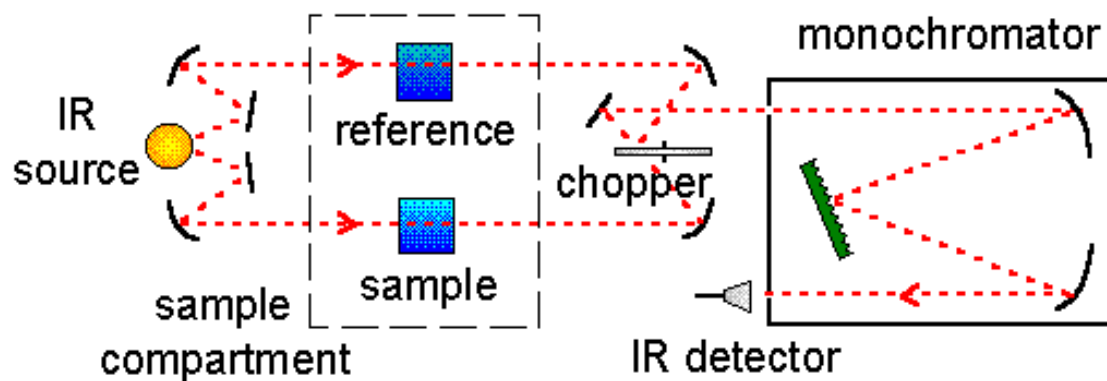 monochromator
IR
source
reference
chopper
sample
sample
compartment
IR detector